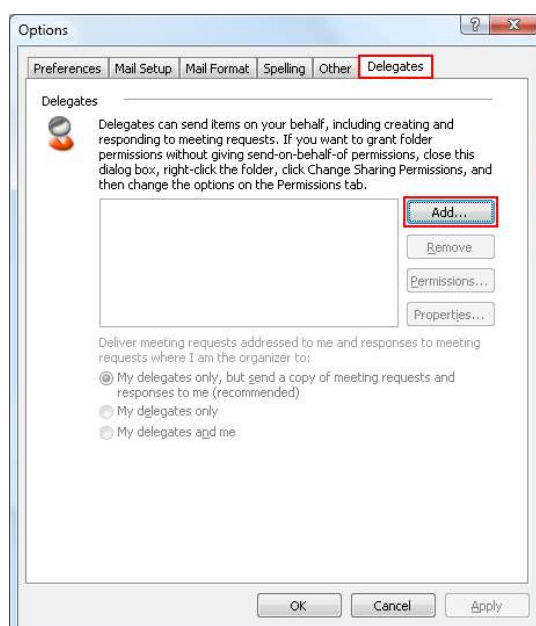 Options
?
Preferences Mail Setup Mail Format Spelling Other Delegates
Delegates
Delegates can send items on your behalf, including creating and
responding to meeting requests. If you want to grant folder
permissions without giving send-on-behalf-of permissions, close this
dialog box, right-click the folder, click Change Sharing Permissions, and
then change the options on the Permissions tab.
Add...
Remove
Permissions...
Properties...
Deliver meeting requests addressed to me and responses to meeting
requests where I am the organizer to:
My delegates only, but send a copy of meeting requests and
responses to me (recommended)
My delegates only
My delegates and me
OK Cancel Apply